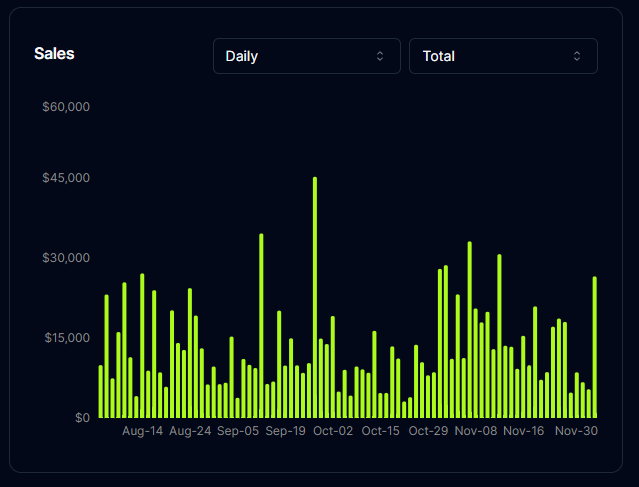 Sales
Daily
Total
$60,000
$45,000
$30,000
$15,000
$0
Aug-14 Aug-24 Sep-05 Sep-19 Oct-02 Oct-15 Oct-29 Nov-08 Nov-16 Nov-30